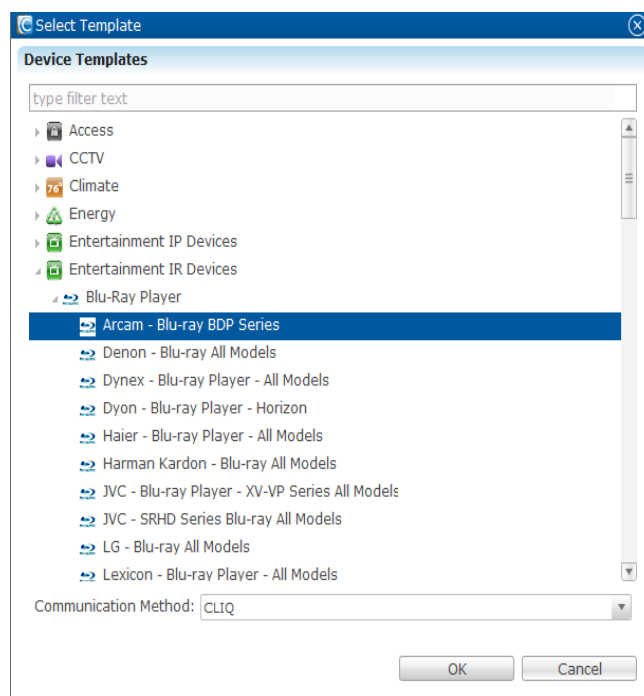 Select Template
Device Templates
type filter text
Access
CCTV
76° Climate
Energy
Entertainment IP Devices
Entertainment IR Devices
Blu-Ray Player
Arcam - Blu-ray BDP Series
Denon - Blu-ray All Models
Dynex - Blu-ray Player - All Models
Dyon - Blu-ray Player - Horizon
Haier - Blu-ray Player - All Models
Harman Kardon - Blu-ray All Models
JVC - Blu-ray Player - XV-VP Series All Models
JVC - SRHD Series Blu-ray All Models
LG - Blu-ray All Models
Lexicon - Blu-ray Player - All Models
Communication Method: CLIQ
OK Cancel